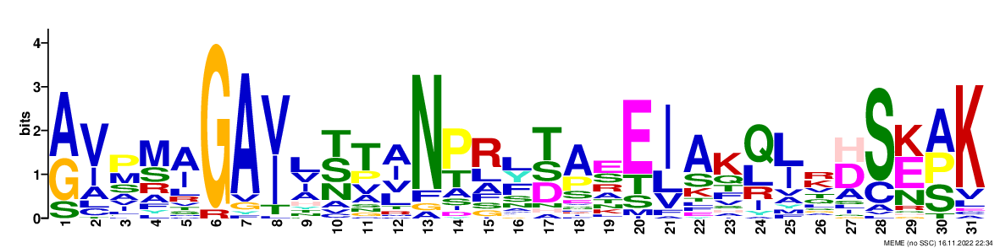 4
3
2
1
0
bits
A G S
V I A L C
P M S A V I
M S R A F Y
A I L R V S
G R
A V G
V I T
L V I A H Y T N
T S N A C
T P V A S N
A I V L R
N F G A
P T A S D
R L A F S G
L Y F S N
T S D N A
A P S E
E S R A T N K
E T S M
I L V
A S K T L E
K Q T F V S A
Q L R I V
L I V A Y M F
R K T S
H D A T S
S C A V
K E N R S
A P S T
K V L E S
1 2 3 4 5 6 7 8 9 10 11 12 13 14 15 16 17 18 19 20 21 22 23 24 25 26 27 28 29 30 31
MEME (no SSC) 16.11.2022 22:34